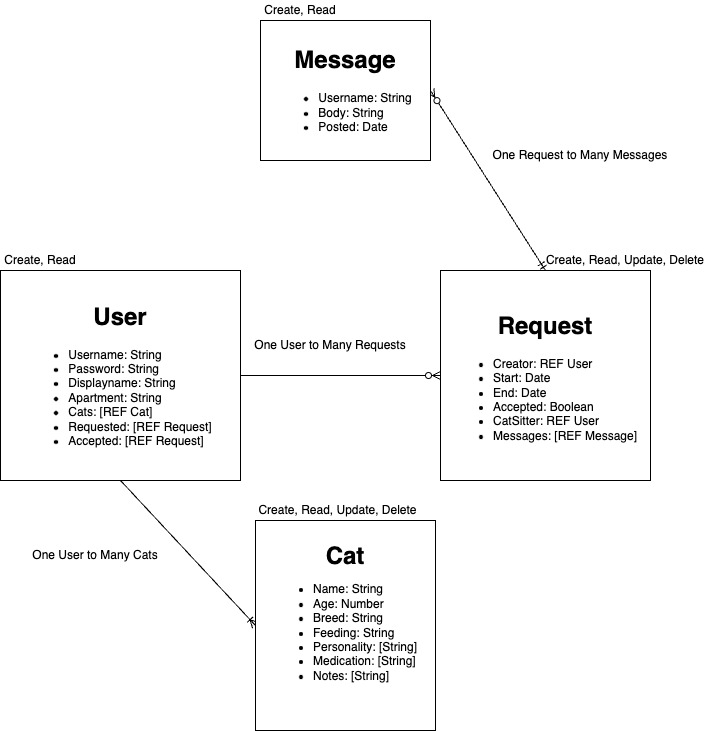 Create, Read
Message
• Username: String
• Body: String
• Posted: Date
One Request to Many Messages
Create, Read
User
• Username: String
• Password: String
• Displayname: String
• Apartment: String
• Cats: [REF Cat]
• Requested: [REF Request]
• Accepted: [REF Request]
One User to Many Requests
Create, Read, Update, Delete
Request
• Creator: REF User
• Start: Date
• End: Date
• Accepted: Boolean
• CatSitter: REF User
• Messages: [REF Message]
One User to Many Cats
Create, Read, Update, Delete
Cat
• Name: String
• Age: Number
• Breed: String
• Feeding: String
• Personality: [String]
• Medication: [String]
• Notes: [String]